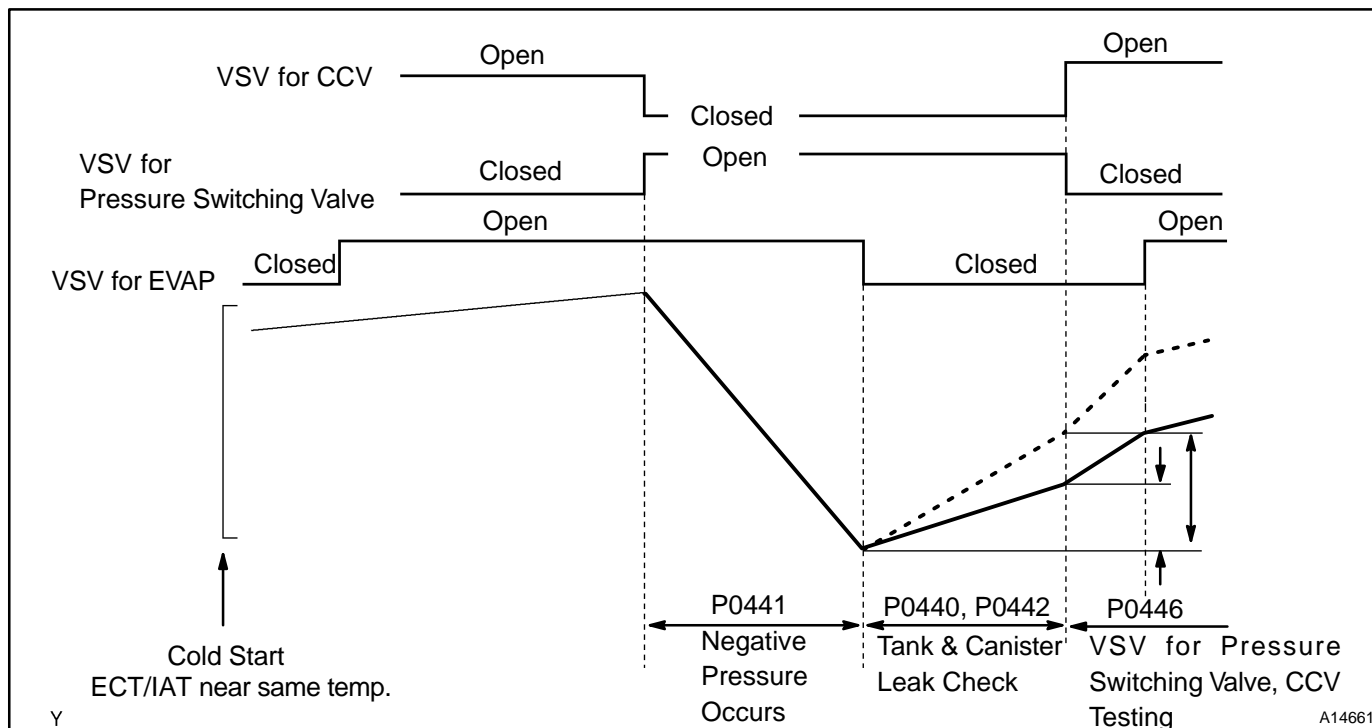 Open
Open
VSV for CCV
Closed
VSV for
Open
Closed
Closed
Pressure Switching Valve
Open
Open
Closed
Closed
VSV for EVAP
P0441
P0440, P0442
P0446
Negative
Pressure
Occurs
Tank & Canister
Leak Check
VSV for Pressure
Switching Valve, CCV
Testing
Cold Start
ECT/IAT near same temp.
Y
A14661